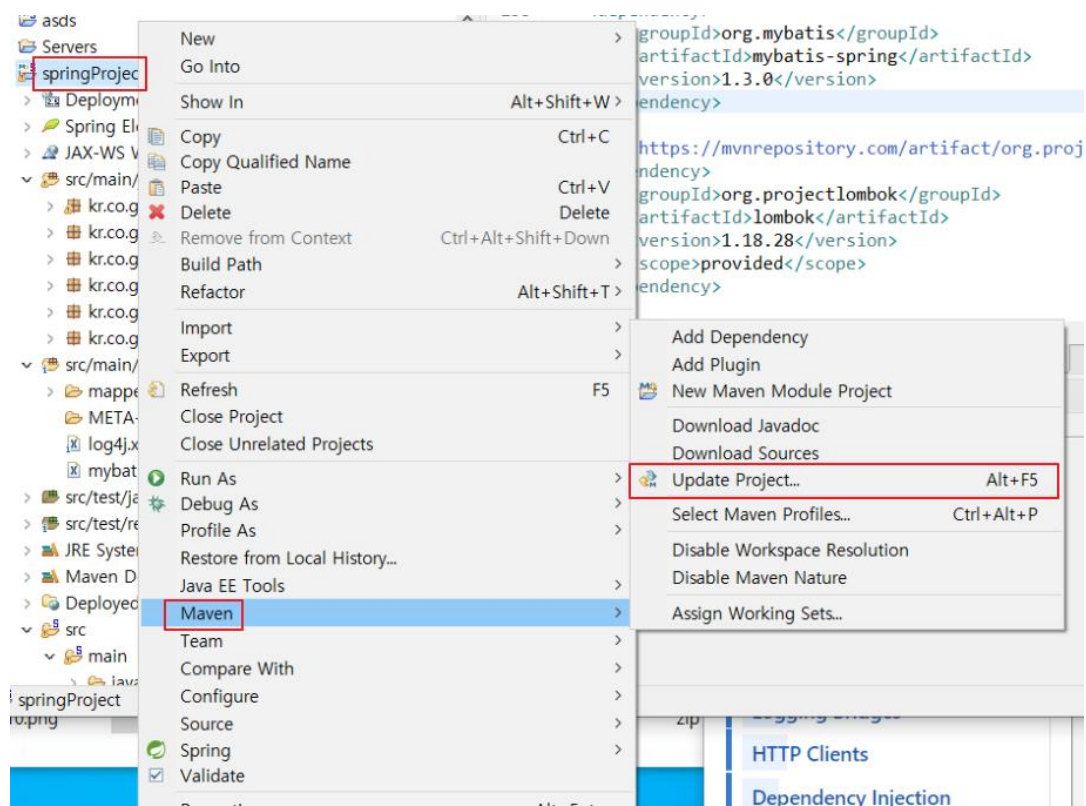 asds
Servers
springProjec
Deployme
Spring El
JAX-WS V
src/main/
kr.co.g
kr.co.g
kr.co.g
kr.co.g
kr.co.g
kr.co.g
src/main/
mappe
META-
log4j.x
mybat
src/test/ja
src/test/re
JRE System
Maven D
Deployed
src
main
java
springProject
New
Go Into
Show In Alt+Shift+W >
Copy Ctrl+C
Copy Qualified Name
Paste Ctrl+V
Delete Delete
Remove from Context Ctrl+Alt+Shift+Down
Build Path
Refactor Alt+Shift+T >
Import
Export
Refresh F5
Close Project
Close Unrelated Projects
Run As
Debug As
Profile As
Restore from Local History...
Java EE Tools
Maven
Team
Compare With
Configure
Source
Spring
Validate
groupId>org.mybatis</groupId>
artifactId>mybatis-spring</artifactId>
version>1.3.0</version>
endency>
https://mvnrepository.com/artifact/org.proj
ndency>
groupId>org.projectlombok</groupId>
artifactId>lombok</artifactId>
version>1.18.28</version>
scope>provided</scope>
endency>
Add Dependency
Add Plugin
New Maven Module Project
Download Javadoc
Download Sources
Update Project... Alt+F5
Select Maven Profiles... Ctrl+Alt+P
Disable Workspace Resolution
Disable Maven Nature
Assign Working Sets...
zip
HTTP Clients
Dependency Injection